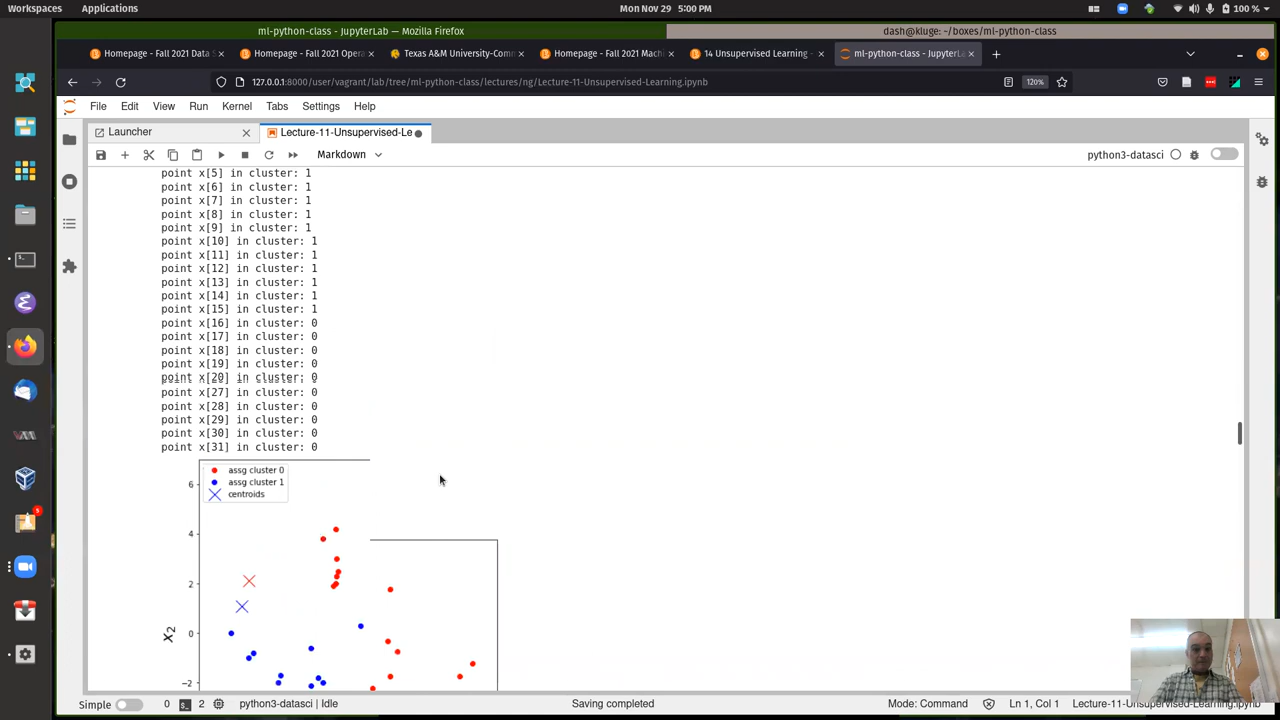 Workspaces Applications Mon Nov 29 5:00 PM 100 %
ml-python-class - JupyterLab — Mozilla Firefox dash@kluge: ~/boxes/ml-python-class
Homepage - Fall 2021 Data S Homepage - Fall 2021 Opera Texas A&M University-Comm Homepage - Fall 2021 Machi 14 Unsupervised Learning - ml-python-class - JupyterLa
127.0.0.1:8000/user/vagrant/lab/tree/ml-python-class/lectures/ng/Lecture-11-Unsupervised-Learning.ipynb 120%
File Edit View Run Kernel Tabs Settings Help
Launcher Lecture-11-Unsupervised-Le
Markdown python3-datasci
point x[5] in cluster: 1
point x[6] in cluster: 1
point x[7] in cluster: 1
point x[8] in cluster: 1
point x[9] in cluster: 1
point x[10] in cluster: 1
point x[11] in cluster: 1
point x[12] in cluster: 1
point x[13] in cluster: 1
point x[14] in cluster: 1
point x[15] in cluster: 1
point x[16] in cluster: 0
point x[17] in cluster: 0
point x[18] in cluster: 0
point x[19] in cluster: 0
point x[20] in cluster: 0
point x[27] in cluster: 0
point x[28] in cluster: 0
point x[29] in cluster: 0
point x[30] in cluster: 0
point x[31] in cluster: 0
assg cluster 0
assg cluster 1
centroids
6
4
2
0
-2
x2
Simple 0 2 python3-datasci | Idle Saving completed Mode: Command Ln 1, Col 1 Lecture-11-Unsupervised-Learning.ipynb